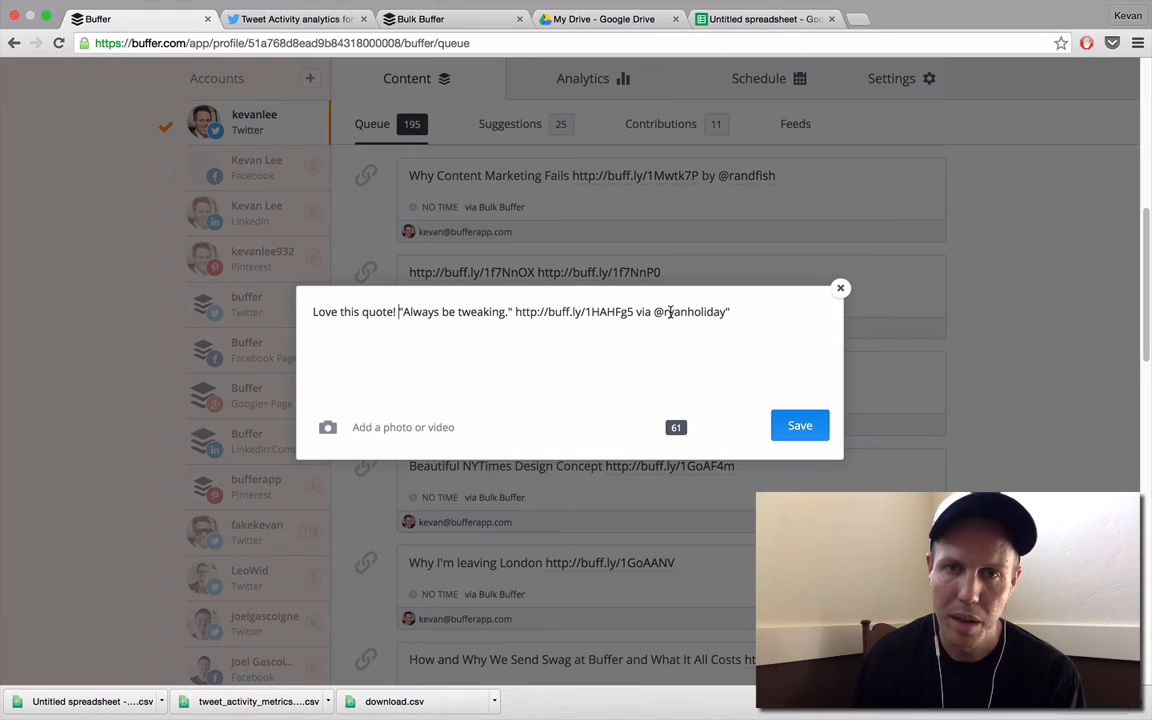 Buffer
Tweet Activity analytics for
Bulk Buffer
My Drive - Google Drive
Untitled spreadsheet - Goo
Kevan
https://buffer.com/app/profile/51a768d8ead9b84318000008/buffer/queue
Accounts +
Content
Analytics
Schedule
Settings
kevanlee
Twitter
Queue 195
Suggestions 25
Contributions 11
Feeds
Kevan Lee
Facebook
0
Kevan Lee
Linkedin
0
kevanlee932
Pinterest
0
buffer
Twitter
Buffer
Facebook Page
Buffer
Google+ Page
Buffer
LinkedIn Comp
bufferapp
Pinterest
2
fakekevan
Twitter
113
LeoWid
Twitter
joelgascoigne
Twitter
0
Joel Gascoi...
Facebook
0
Why Content Marketing Fails http://buff.ly/1Mwtk7P by @randfish
NO TIME via Bulk Buffer
kevan@bufferapp.com
http://buff.ly/1f7NnOX http://buff.ly/1f7NnP0
Love this quote! "Always be tweaking." http://buff.ly/1HAHFg5 via @ryanholiday"
Add a photo or video
61
Save
Beautiful NYTimes Design Concept http://buff.ly/1GoAF4m
NO TIME via Bulk Buffer
kevan@bufferapp.com
Why I'm leaving London http://buff.ly/1GoAANV
NO TIME via Bulk Buffer
kevan@bufferapp.com
How and Why We Send Swag at Buffer and What It All Costs
Untitled spreadsheet -....csv
tweet_activity_metrics....csv
download.csv